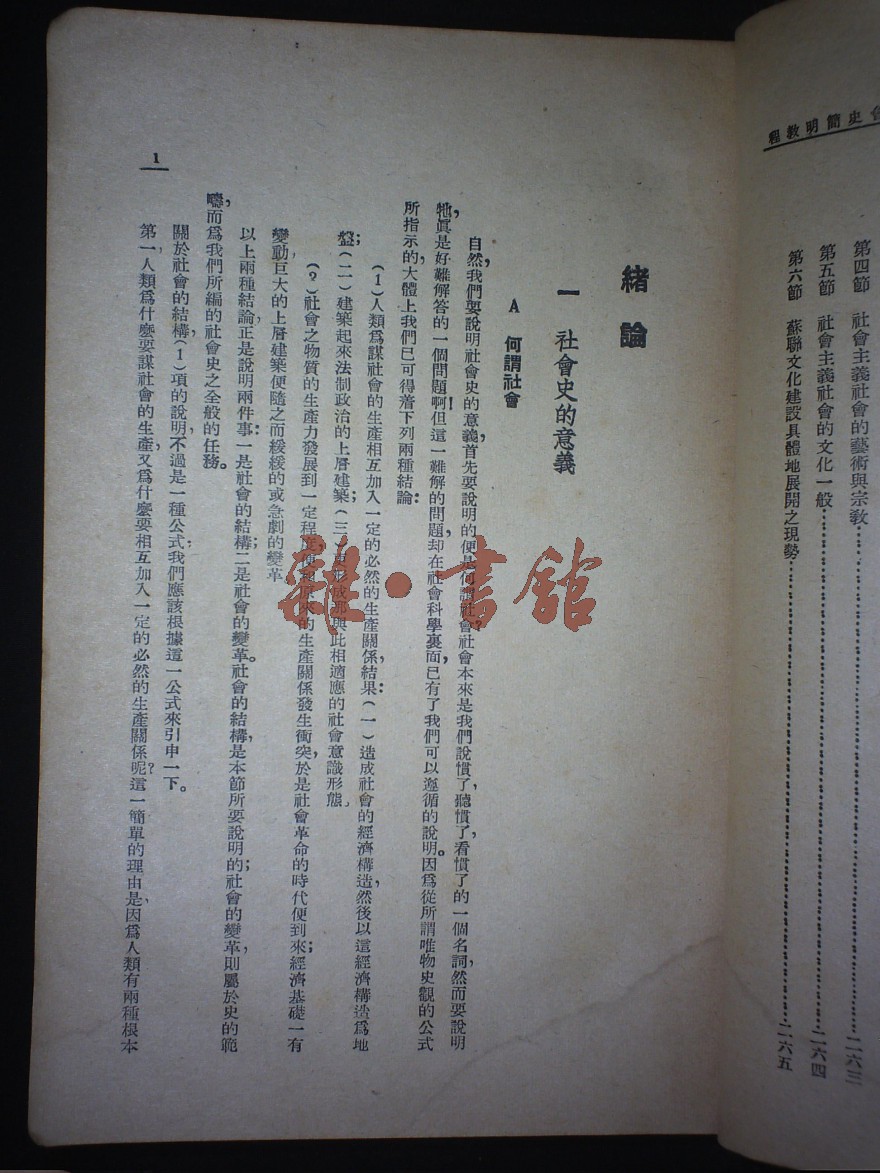 會史簡明教程
第四節 社會主義社會的藝術與宗教……二六三
第五節 社會主義社會的文化一般……二六四
第六節 蘇聯文化建設具體地展開之現勢……二六五
緒論
一 社會史的意義
A 何謂社會
自然，我們要說明社會史的意義，首先要說明的便是何謂社會？社會本來是我們說慣了，聽慣了，看慣了的一個名詞，然而要說明
牠，眞是好難解答的一個問題啊！但這一難解的問題，却在社會科學裏面，已有了我們可以遵循的說明。因爲從所謂唯物史觀的公式
所指示的，大體上我們已可得着下列兩種結論：
（1）人類爲謀社會的生產，相互加入一定的必然的生產關係，結果：（一）造成社會的經濟構造，然後以這經濟構造爲地
盤；（二）建築起來法制政治的上層建築；（三）更形成那與此相適應的社會意識形態。
（2）社會之物質的生產力發展到一定程度，便和原來的生產關係發生衝突，於是社會革命的時代便到來；經濟基礎一有
變動，巨大的上層建築便隨之而緩緩的或急劇的變革
以上兩種結論，正是說明兩件事：一是社會的結構；二是社會的變革。社會的結構，是本節所要說明的；社會的變革，則屬於史的範
疇，而爲我們所編的社會史之全般的任務。
關於社會的結構，（1）項的說明，不過是一種公式；我們應該根據這一公式來引申一下。
第一，人類爲什麼要謀社會的生產，又爲什麼要相互加入一定的必然的生產關係呢？這一簡單的理由是，因爲人類有兩種根本
1
雜·書館